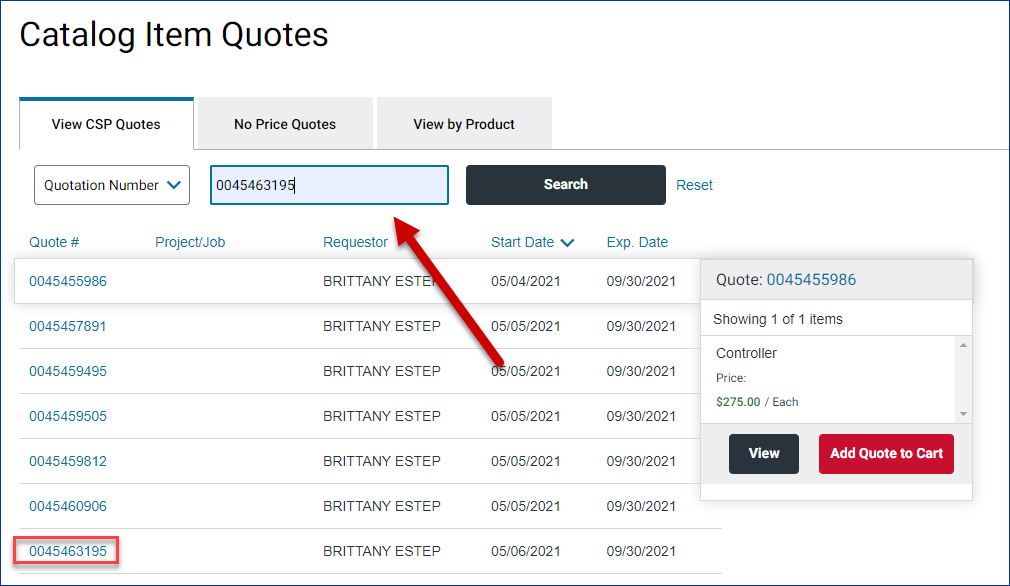 Catalog Item Quotes
View CSP Quotes No Price Quotes View by Product
Quotation Number 0045463195 Search Reset
Quote # Project/Job Requestor Start Date Exp. Date
0045455986 BRITTANY ESTEP 05/04/2021 09/30/2021
0045457891 BRITTANY ESTEP 05/05/2021 09/30/2021
0045459495 BRITTANY ESTEP 05/05/2021 09/30/2021
0045459505 BRITTANY ESTEP 05/05/2021 09/30/2021
0045459812 BRITTANY ESTEP 05/05/2021 09/30/2021
0045460906 BRITTANY ESTEP 05/05/2021 09/30/2021
0045463195 BRITTANY ESTEP 05/06/2021 09/30/2021
Quote: 0045455986
Showing 1 of 1 items
Controller
Price:
$275.00 / Each
View Add Quote to Cart